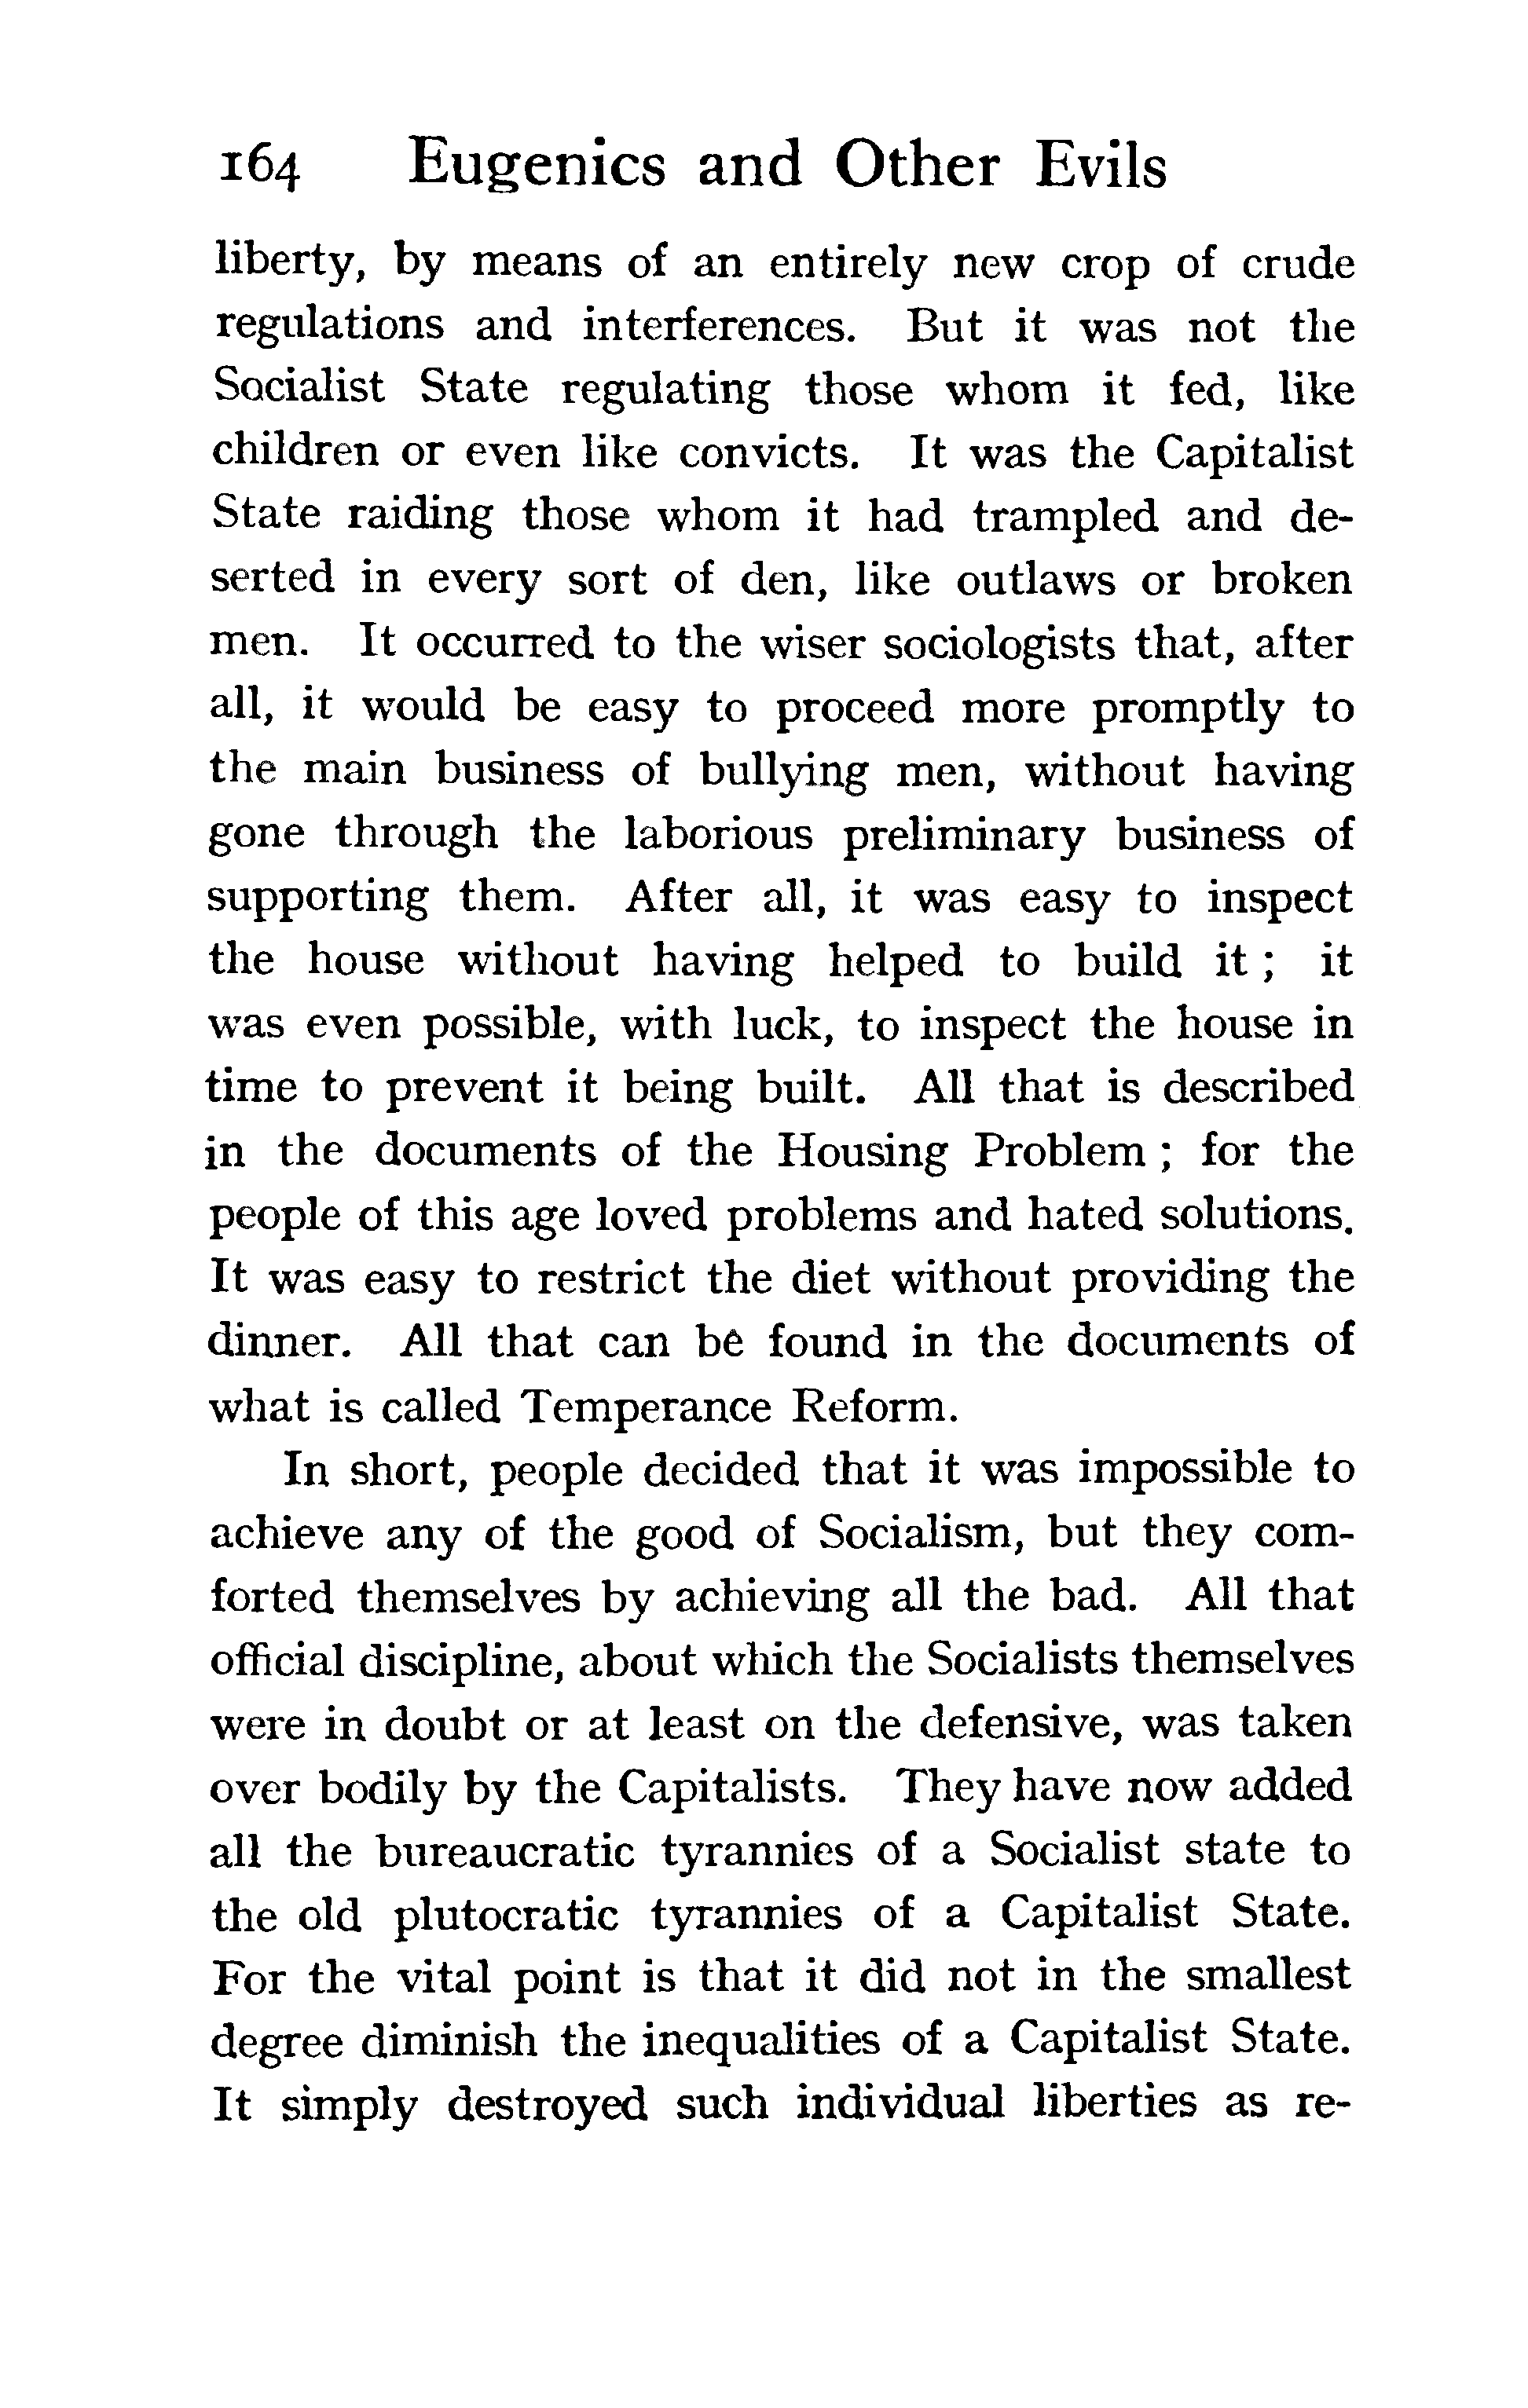 164 Eugenics and Other Evils
liberty, by means of an entirely new crop of crude
regulations and interferences. But it was not the
Socialist State regulating those whom it fed, like
children or even like convicts. It was the Capitalist
State raiding those whom it had trampled and de-
serted in every sort of den, like outlaws or broken
men. It occurred to the wiser sociologists that, after
all, it would be easy to proceed more promptly to
the main business of bullying men, without having
gone through the laborious preliminary business of
supporting them. After all, it was easy to inspect
the house without having helped to build it ; it
was even possible, with luck, to inspect the house in
time to prevent it being built. All that is described
in the documents of the Housing Problem ; for the
people of this age loved problems and hated solutions.
It was easy to restrict the diet without providing the
dinner. All that can be found in the documents of
what is called Temperance Reform.
In short, people decided that it was impossible to
achieve any of the good of Socialism, but they com-
forted themselves by achieving all the bad. All that
official discipline, about which the Socialists themselves
were in doubt or at least on the defensive, was taken
over bodily by the Capitalists. They have now added
all the bureaucratic tyrannies of a Socialist state to
the old plutocratic tyrannies of a Capitalist State.
For the vital point is that it did not in the smallest
degree diminish the inequalities of a Capitalist State.
It simply destroyed such individual liberties as re-